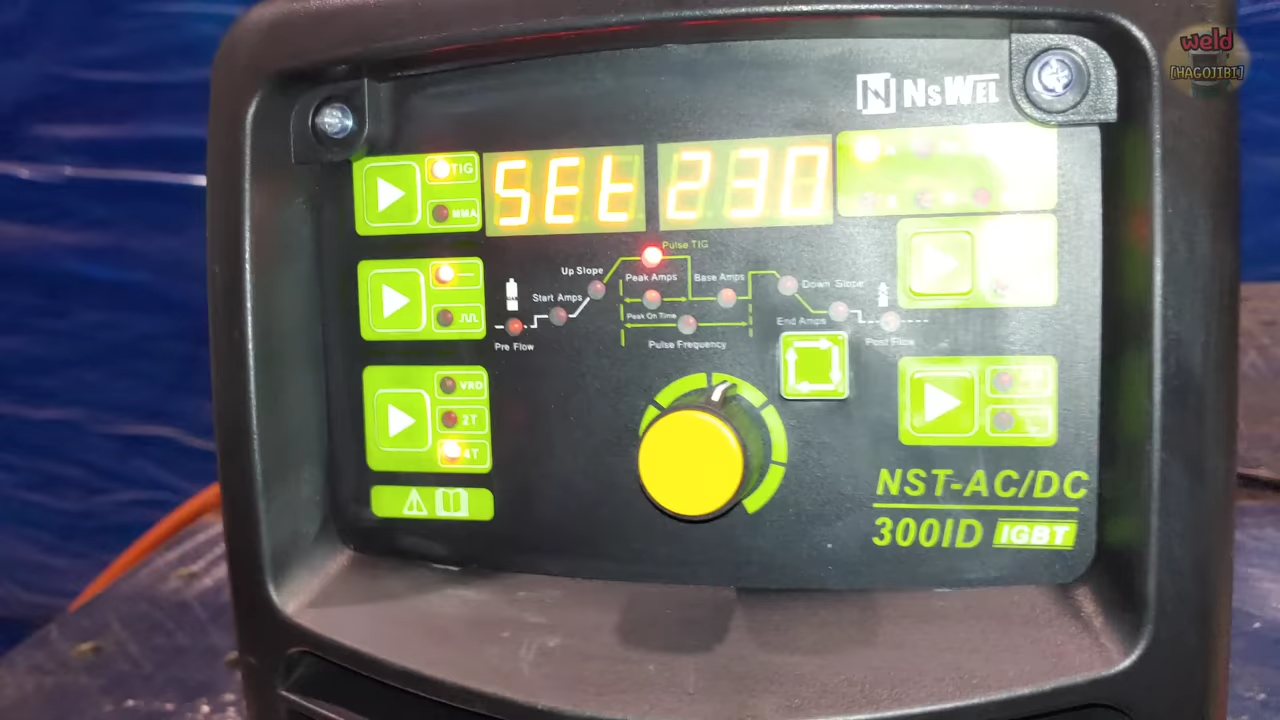 weld
[HAGOJIBI]
NSWEL
TIG
MMA
SEt 230
Pulse TIG
Up Slope
Peak Amps
Base Amps
Down Slope
Start Amps
Peak On Time
End Amps
Pre Flow
Pulse Frequency
Post Flow
VRD
2T
4T
NST-AC/DC
300ID IGBT